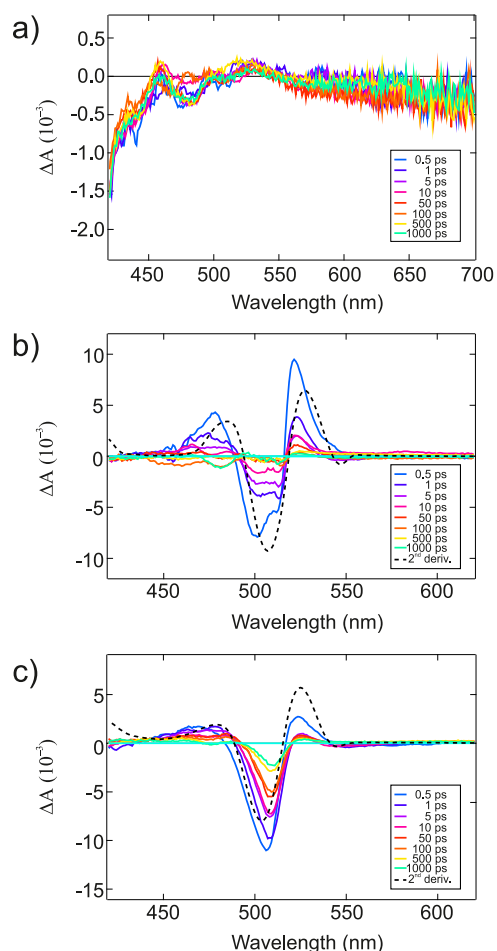 a)
0.5
0.0
-0.5
-1.0
-1.5
-2.0
ΔA (10⁻³)
0.5 ps
1 ps
5 ps
10 ps
50 ps
100 ps
500 ps
1000 ps
450 500 550 600 650 700
Wavelength (nm)
b)
10
5
0
-5
-10
ΔA (10⁻³)
0.5 ps
1 ps
5 ps
10 ps
50 ps
100 ps
500 ps
1000 ps
2nd deriv.
450 500 550 600
Wavelength (nm)
c)
5
0
-5
-10
-15
ΔA (10⁻³)
0.5 ps
1 ps
5 ps
10 ps
50 ps
100 ps
500 ps
1000 ps
2nd deriv.
450 500 550 600
Wavelength (nm)